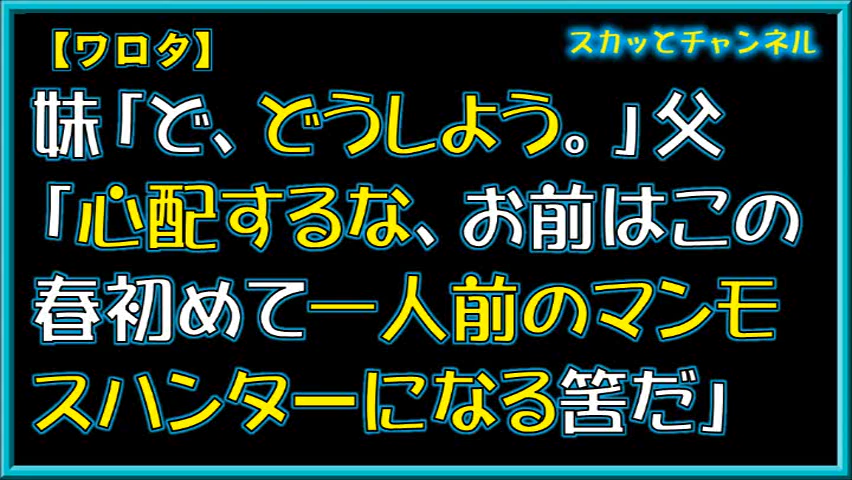 【ワロタ】
スカッとチャンネル
妹「ど、どうしよう。」父
「心配するな、お前はこの
春初めて一人前のマンモ
スハンターになる筈だ」